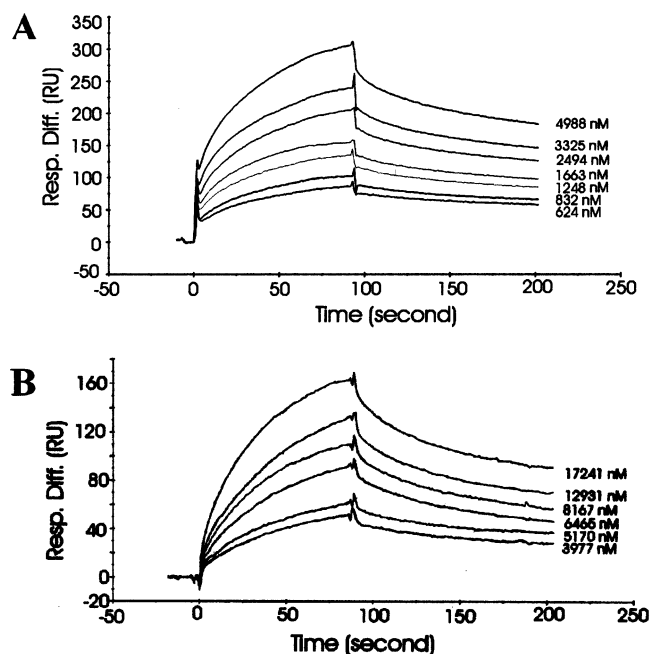 A
350
300
250
200
150
100
50
0
-50
Resp. Diff. (RU)
4988 nM
3325 nM
2494 nM
1663 nM
1248 nM
832 nM
624 nM
-50 0 50 100 150 200 250
Time (second)
B
160
120
80
40
0
-20
Resp. Diff. (RU)
17241 nM
12931 nM
8167 nM
6465 nM
5170 nM
3977 nM
-50 0 50 100 150 200 250
Time (second)